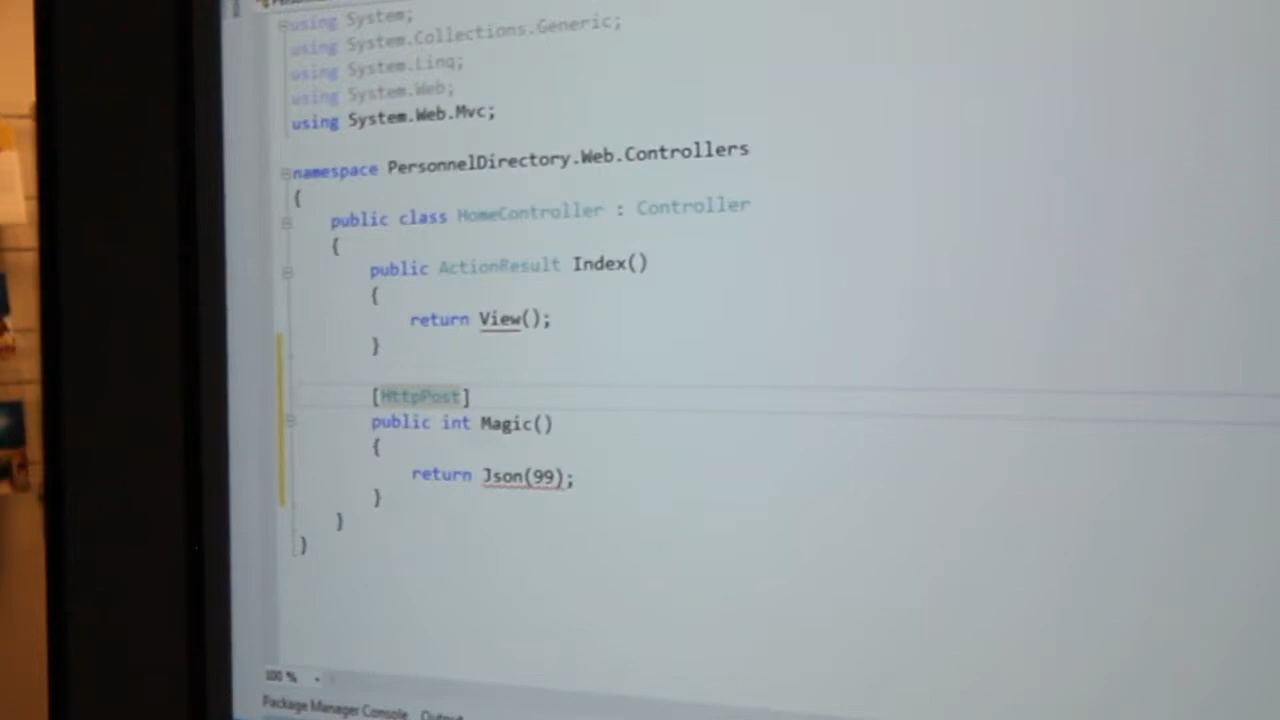 using System;
using System.Collections.Generic;
using System.Linq;
using System.Web;
using System.Web.Mvc;
namespace PersonnelDirectory.Web.Controllers
{
public class HomeController : Controller
{
public ActionResult Index()
{
return View();
}
[HttpPost]
public int Magic()
{
return Json(99);
}
}
}
100 %
Package Manager Console Output